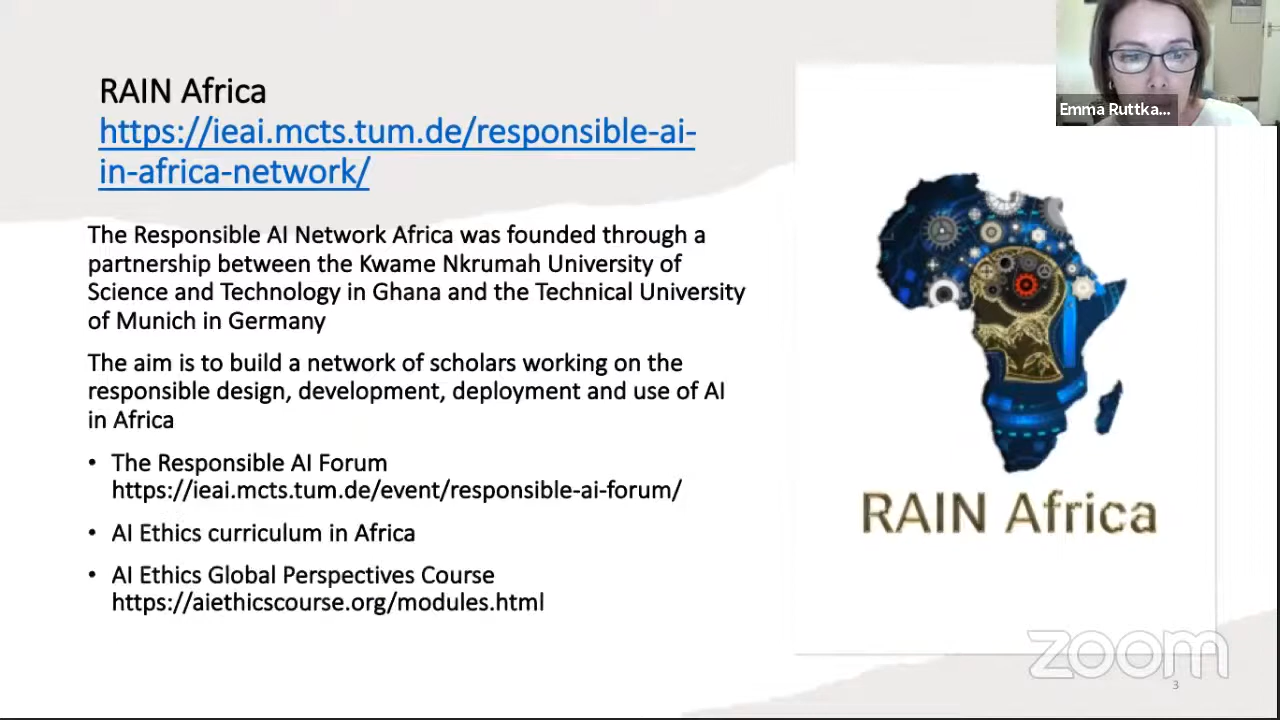 RAIN Africa
https://ieai.mcts.tum.de/responsible-ai-
in-africa-network/
Emma Ruttka...
The Responsible AI Network Africa was founded through a
partnership between the Kwame Nkrumah University of
Science and Technology in Ghana and the Technical University
of Munich in Germany
The aim is to build a network of scholars working on the
responsible design, development, deployment and use of AI
in Africa
• The Responsible AI Forum
https://ieai.mcts.tum.de/event/responsible-ai-forum/
• AI Ethics curriculum in Africa
• AI Ethics Global Perspectives Course
https://aiethicscourse.org/modules.html
RAIN Africa
zoom
3